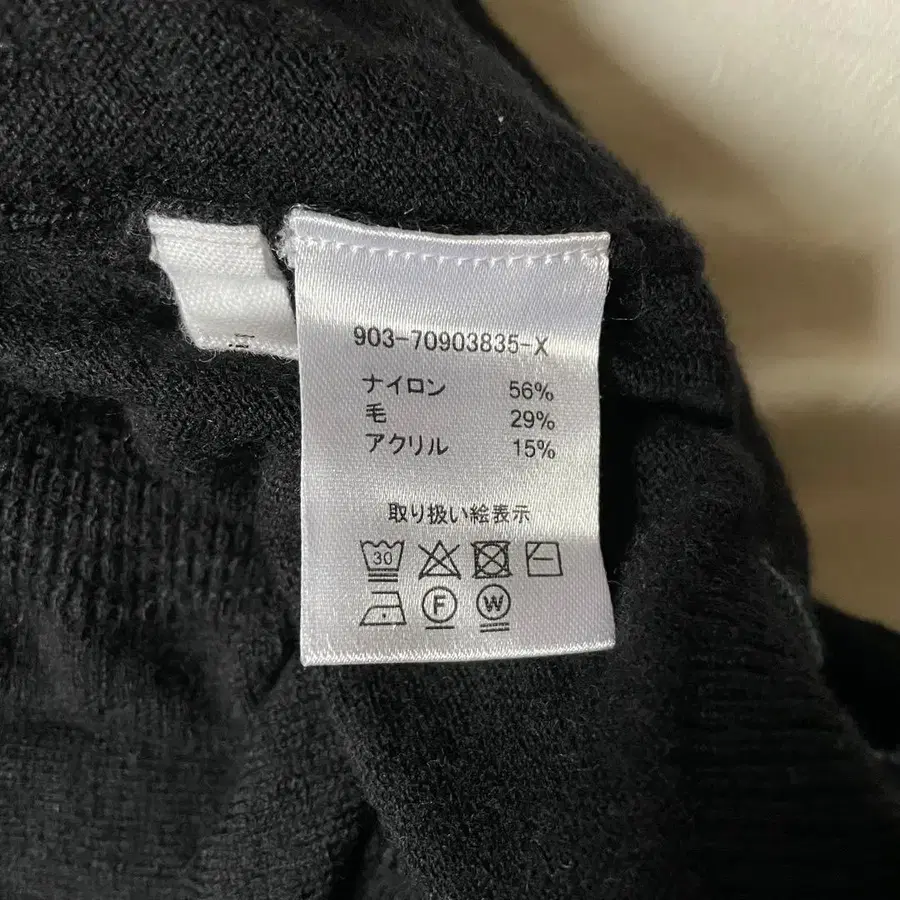 903-70903835-X
ナイロン 56%
毛 29%
アクリル 15%
取り扱い絵表示
30
F W